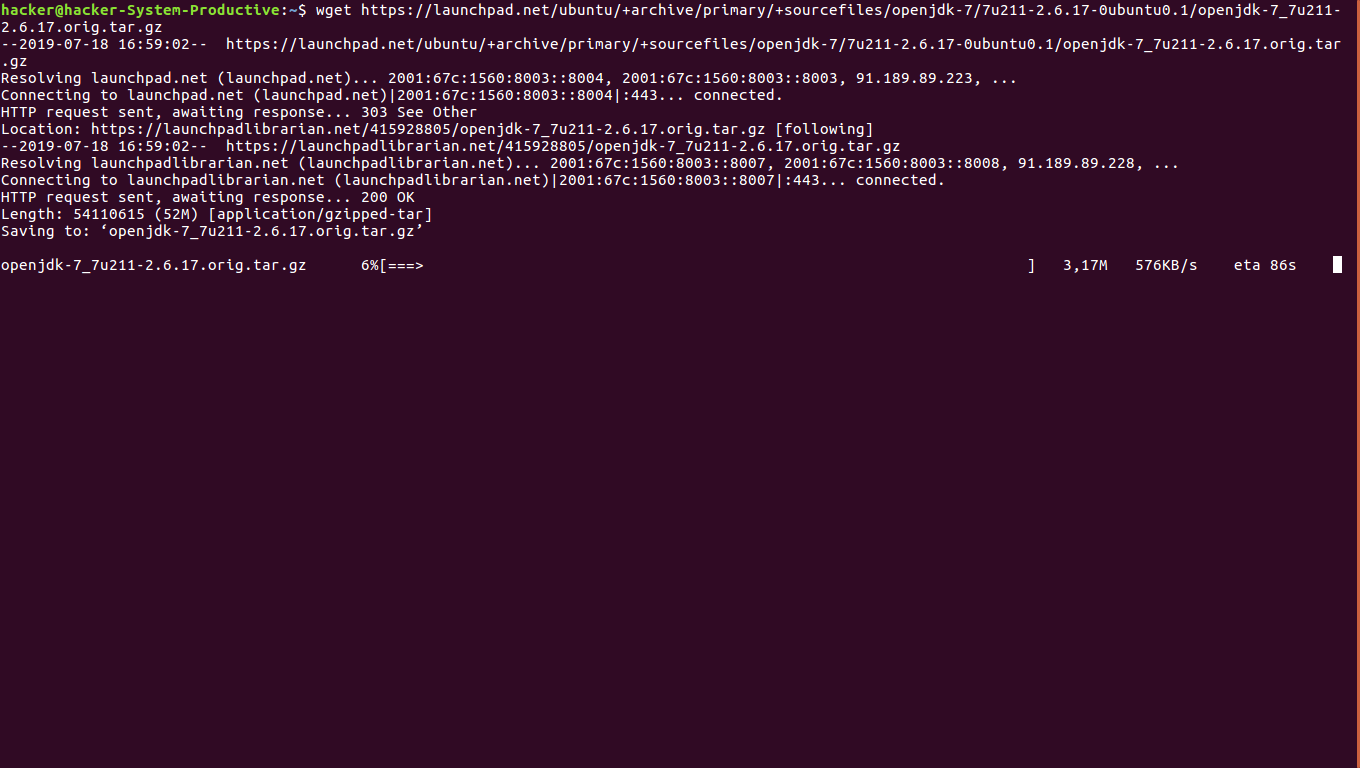 hacker@hacker-System-Productive:~$ wget https://launchpad.net/ubuntu/+archive/primary/+sourcefiles/openjdk-7/7u211-2.6.17-0ubuntu0.1/openjdk-7_7u211-
2.6.17.orig.tar.gz
--2019-07-18 16:59:02--  https://launchpad.net/ubuntu/+archive/primary/+sourcefiles/openjdk-7/7u211-2.6.17-0ubuntu0.1/openjdk-7_7u211-2.6.17.orig.tar
.gz
Resolving launchpad.net (launchpad.net)... 2001:67c:1560:8003::8004, 2001:67c:1560:8003::8003, 91.189.89.223, ...
Connecting to launchpad.net (launchpad.net)|2001:67c:1560:8003::8004|:443... connected.
HTTP request sent, awaiting response... 303 See Other
Location: https://launchpadlibrarian.net/415928805/openjdk-7_7u211-2.6.17.orig.tar.gz [following]
--2019-07-18 16:59:02--  https://launchpadlibrarian.net/415928805/openjdk-7_7u211-2.6.17.orig.tar.gz
Resolving launchpadlibrarian.net (launchpadlibrarian.net)... 2001:67c:1560:8003::8007, 2001:67c:1560:8003::8008, 91.189.89.228, ...
Connecting to launchpadlibrarian.net (launchpadlibrarian.net)|2001:67c:1560:8003::8007|:443... connected.
HTTP request sent, awaiting response... 200 OK
Length: 54110615 (52M) [application/gzipped-tar]
Saving to: ‘openjdk-7_7u211-2.6.17.orig.tar.gz’
openjdk-7_7u211-2.6.17.orig.tar.gz      6%[===>                                                                   ]   3,17M   576KB/s    eta 86s